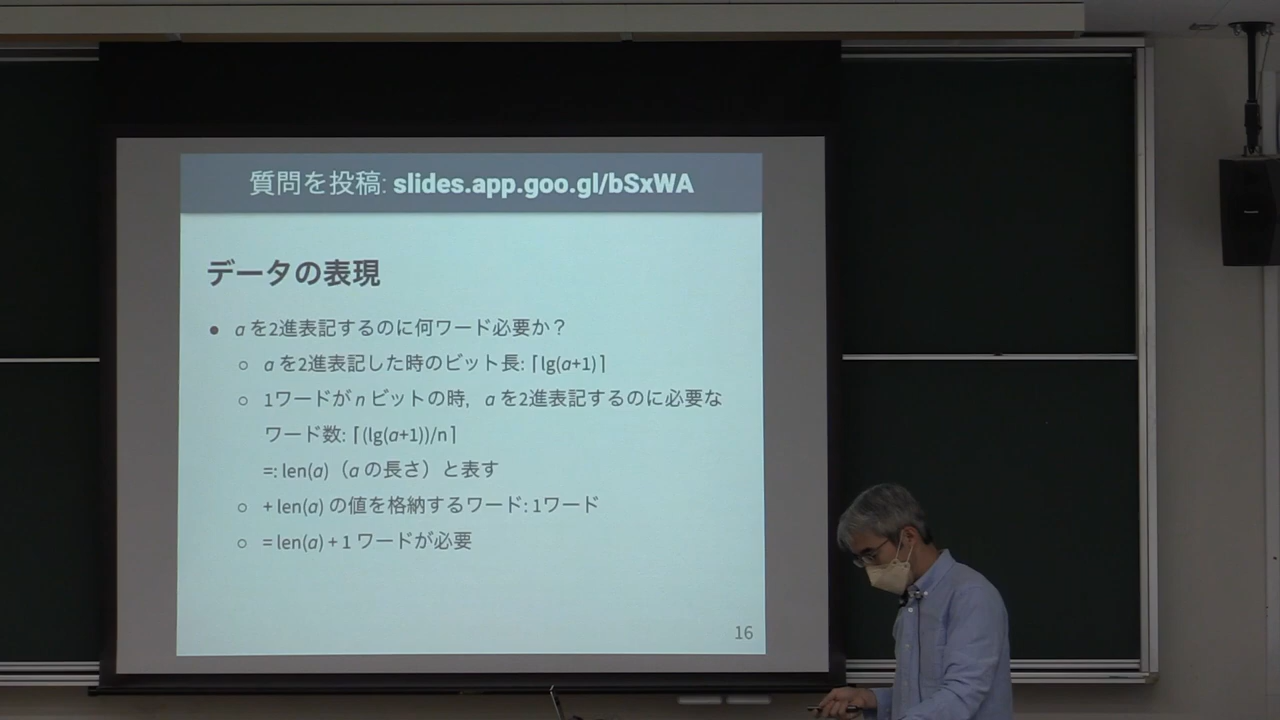 質問を投稿: slides.app.goo.gl/bSxWA
データの表現
● a を2進表記するのに何ワード必要か？
○ a を2進表記した時のビット長: ⌈lg(a+1)⌉
○ 1ワードが n ビットの時, a を2進表記するのに必要な
ワード数: ⌈(lg(a+1))/n⌉
=: len(a)（a の長さ）と表す
○ + len(a) の値を格納するワード: 1ワード
○ = len(a) + 1 ワードが必要
16